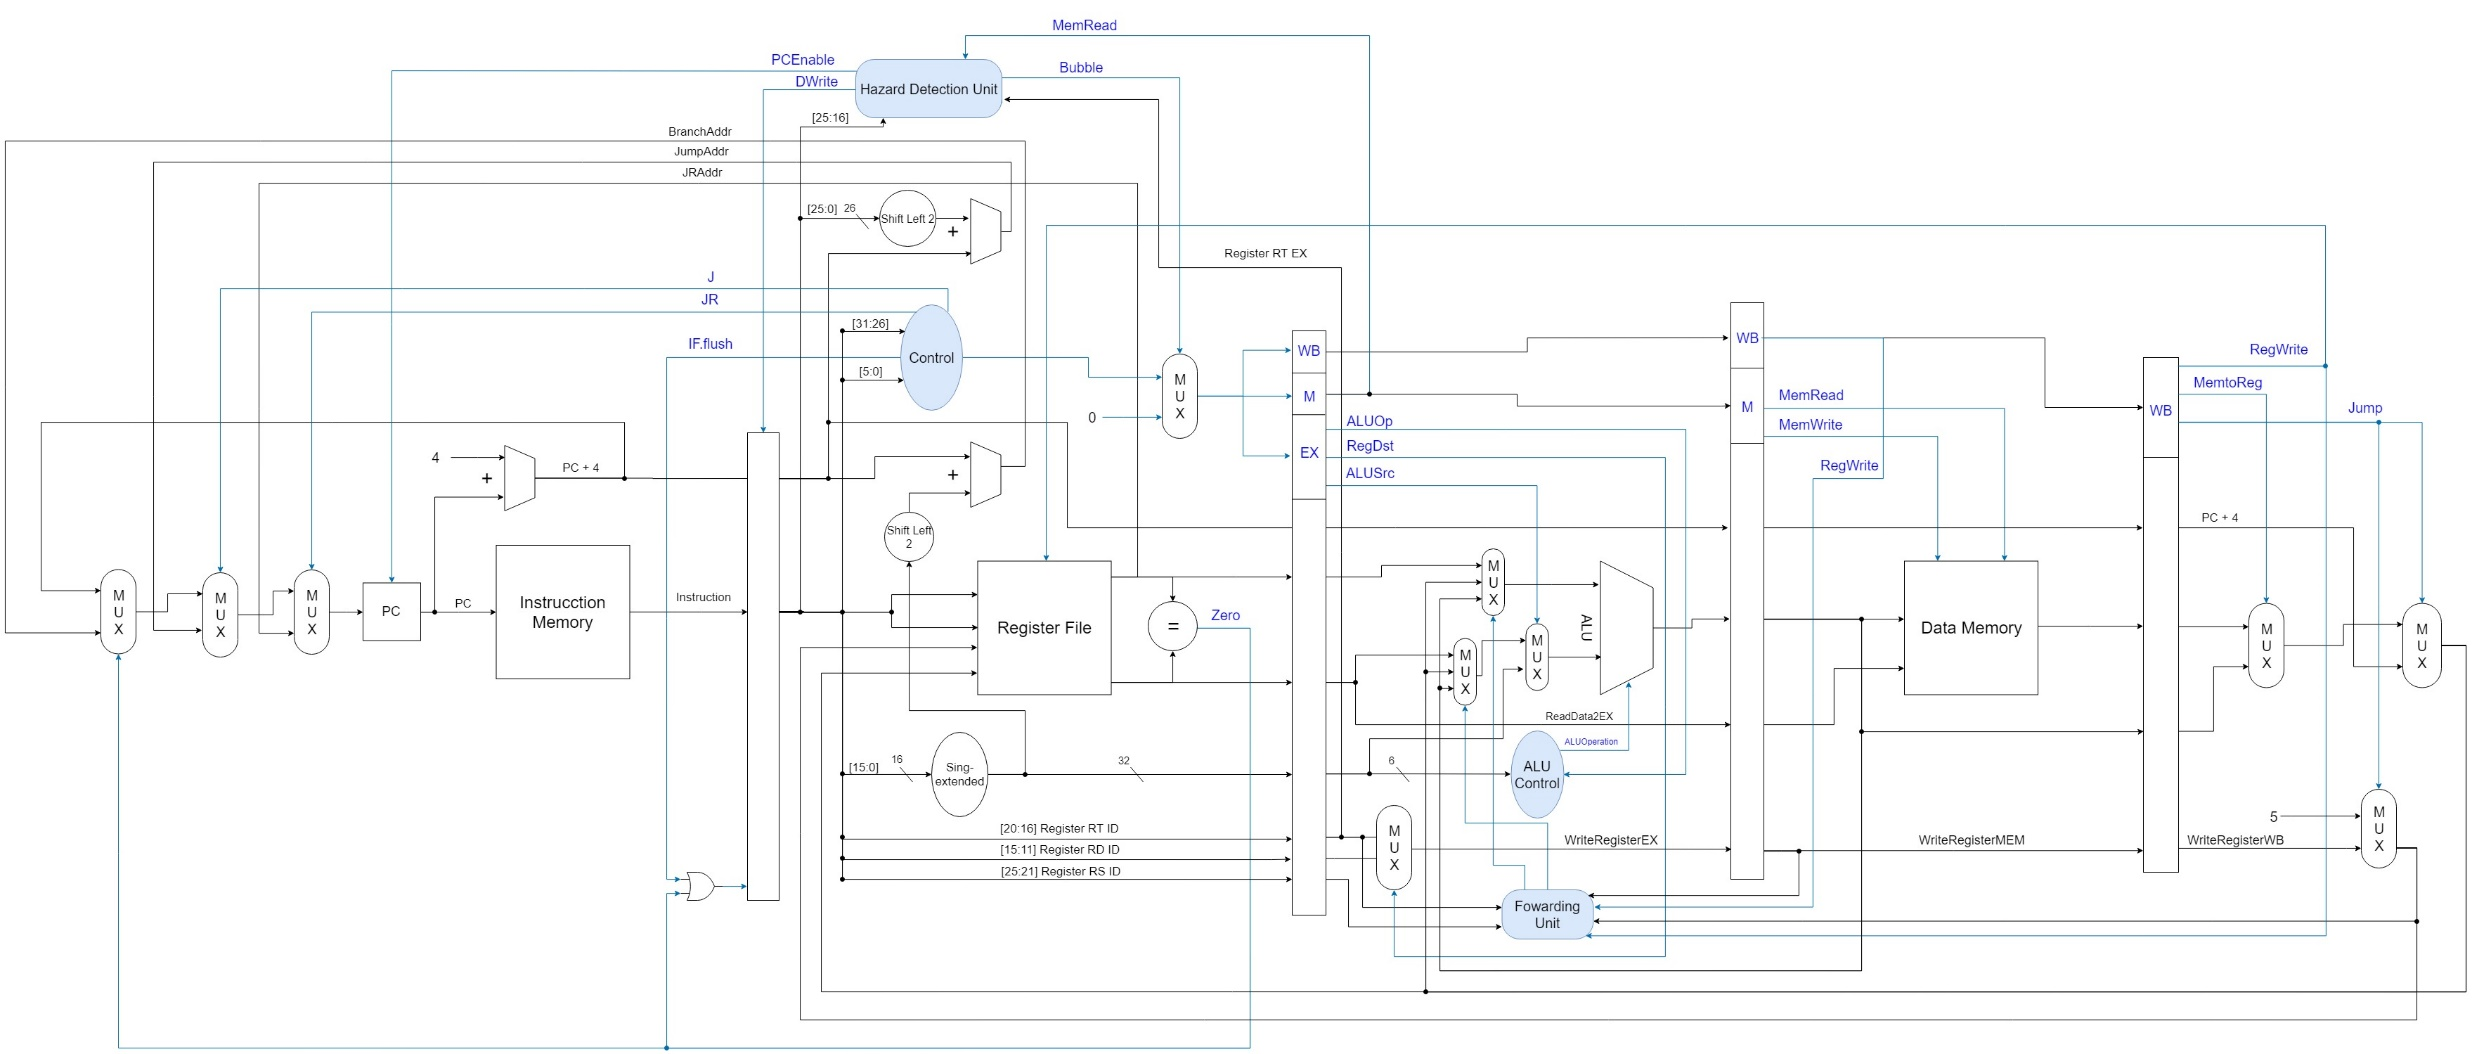 MemRead
PCEnable
Bubble
DWrite
Hazard Detection Unit
[25:16]
BranchAddr
JumpAddr
JRAddr
[25:0]
26
Shift Left 2
+
Register RT EX
J
JR
[31:26]
IF.flush
Control
[5:0]
WB
WB
RegWrite
M
U
X
M
M
MemRead
MemtoReg
WB
Jump
0
ALUOp
MemWrite
RegDst
EX
4
PC + 4
+
+
ALUSrc
RegWrite
PC + 4
Shift Left
2
M
U
X
M
U
X
M
U
X
M
U
X
PC
PC
Instrucction
Memory
Instruction
Register File
=
Zero
M
U
X
M
U
X
ALU
Data Memory
M
U
X
M
U
X
ReadData2EX
ALUOperation
[15:0]
16
Sing-
extended
32
6
ALU
Control
[20:16] Register RT ID
[15:11] Register RD ID
[25:21] Register RS ID
M
U
X
WriteRegisterEX
WriteRegisterMEM
WriteRegisterWB
5
M
U
X
Fowarding
Unit